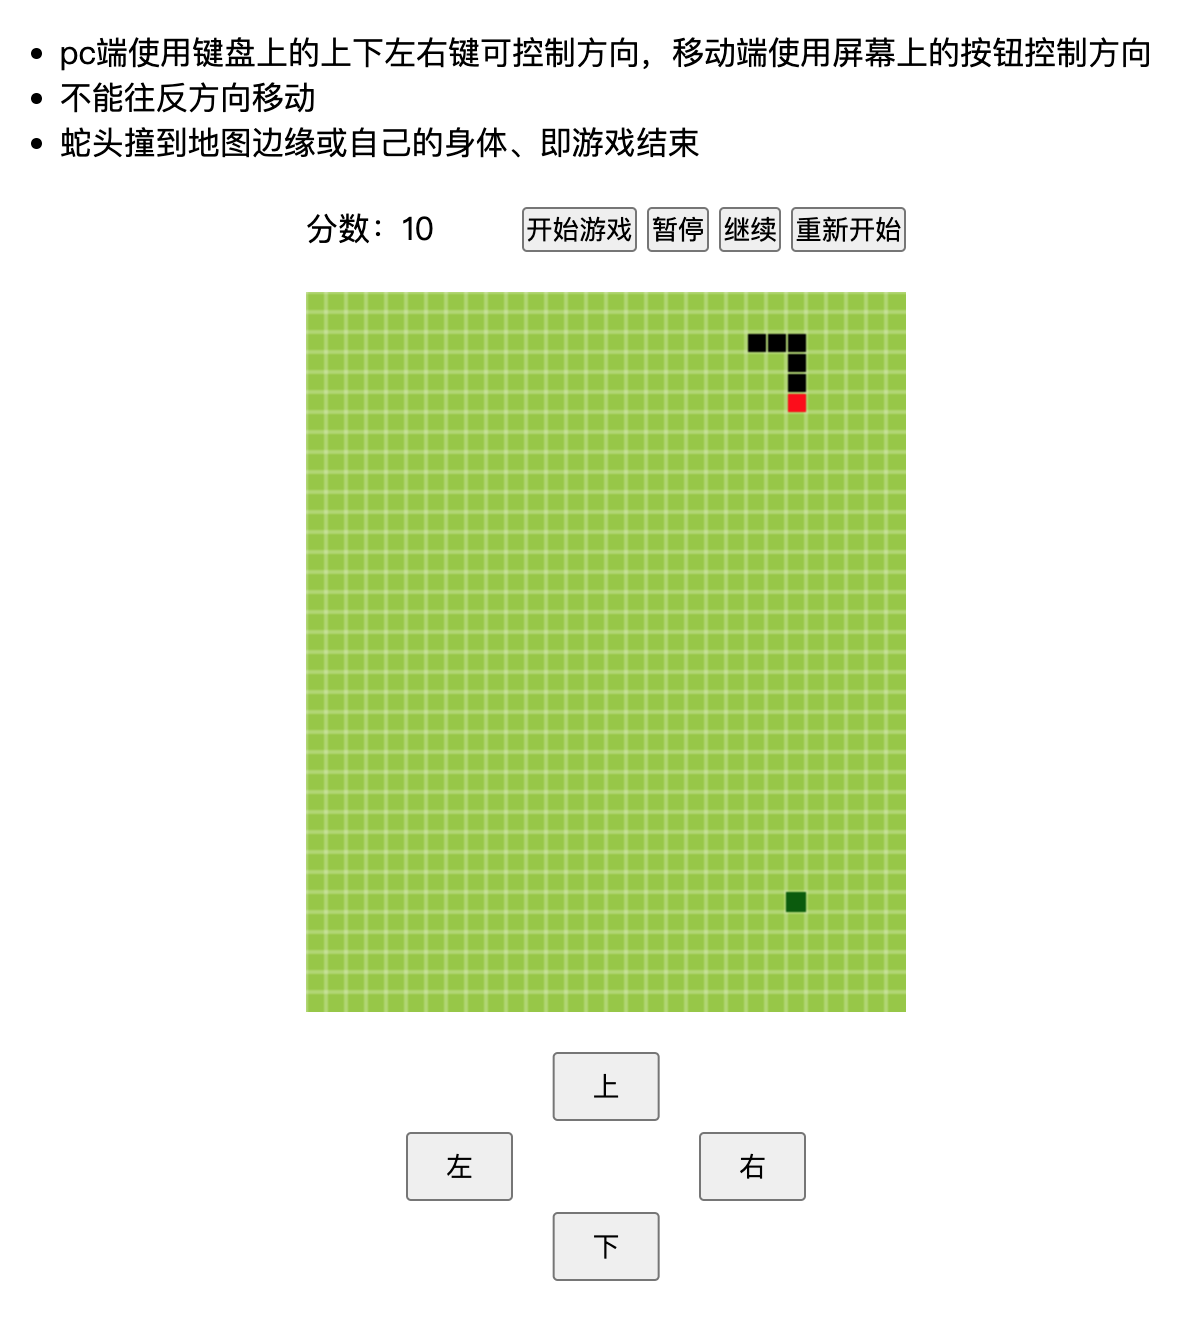 pc端使用键盘上的上下左右键可控制方向，移动端使用屏幕上的按钮控制方向
不能往反方向移动
蛇头撞到地图边缘或自己的身体、即游戏结束
分数：10 开始游戏 暂停 继续 重新开始
上
左 右
下